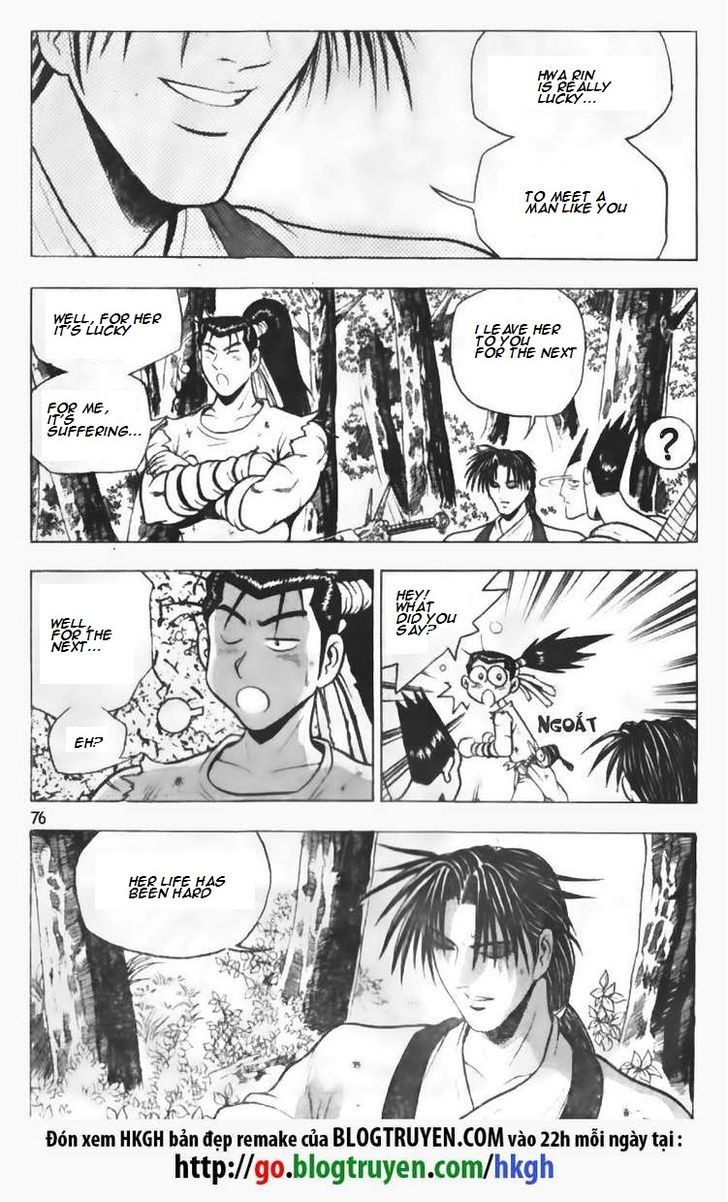 HWA RIN
IS REALLY
LUCKY...
TO MEET A
MAN LIKE YOU
WELL, FOR HER
IT'S LUCKY
FOR ME,
IT'S
SUFFERING...
I LEAVE HER
TO YOU
FOR THE NEXT
?
WELL,
FOR THE
NEXT...
EH?
HEY!
WHAT
DID YOU
SAY?
NGOẮT
76
HER LIFE HAS
BEEN HARD
Đón xem HKGH bản đẹp remake của BLOGTRUYEN.COM vào 22h mỗi ngày tại :
http://go.blogtruyen.com/hkgh